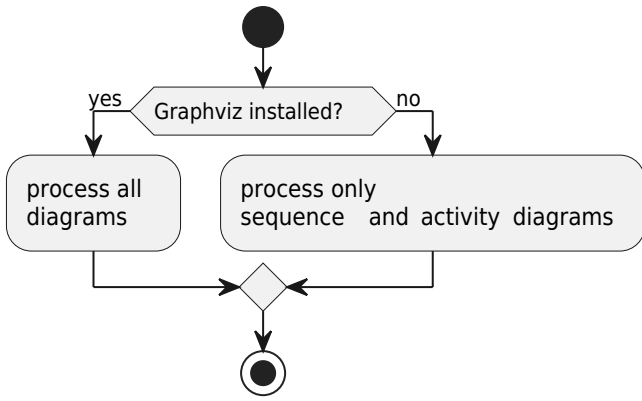 yes
Graphviz installed?
no
process all
diagrams
process only
sequence and activity diagrams